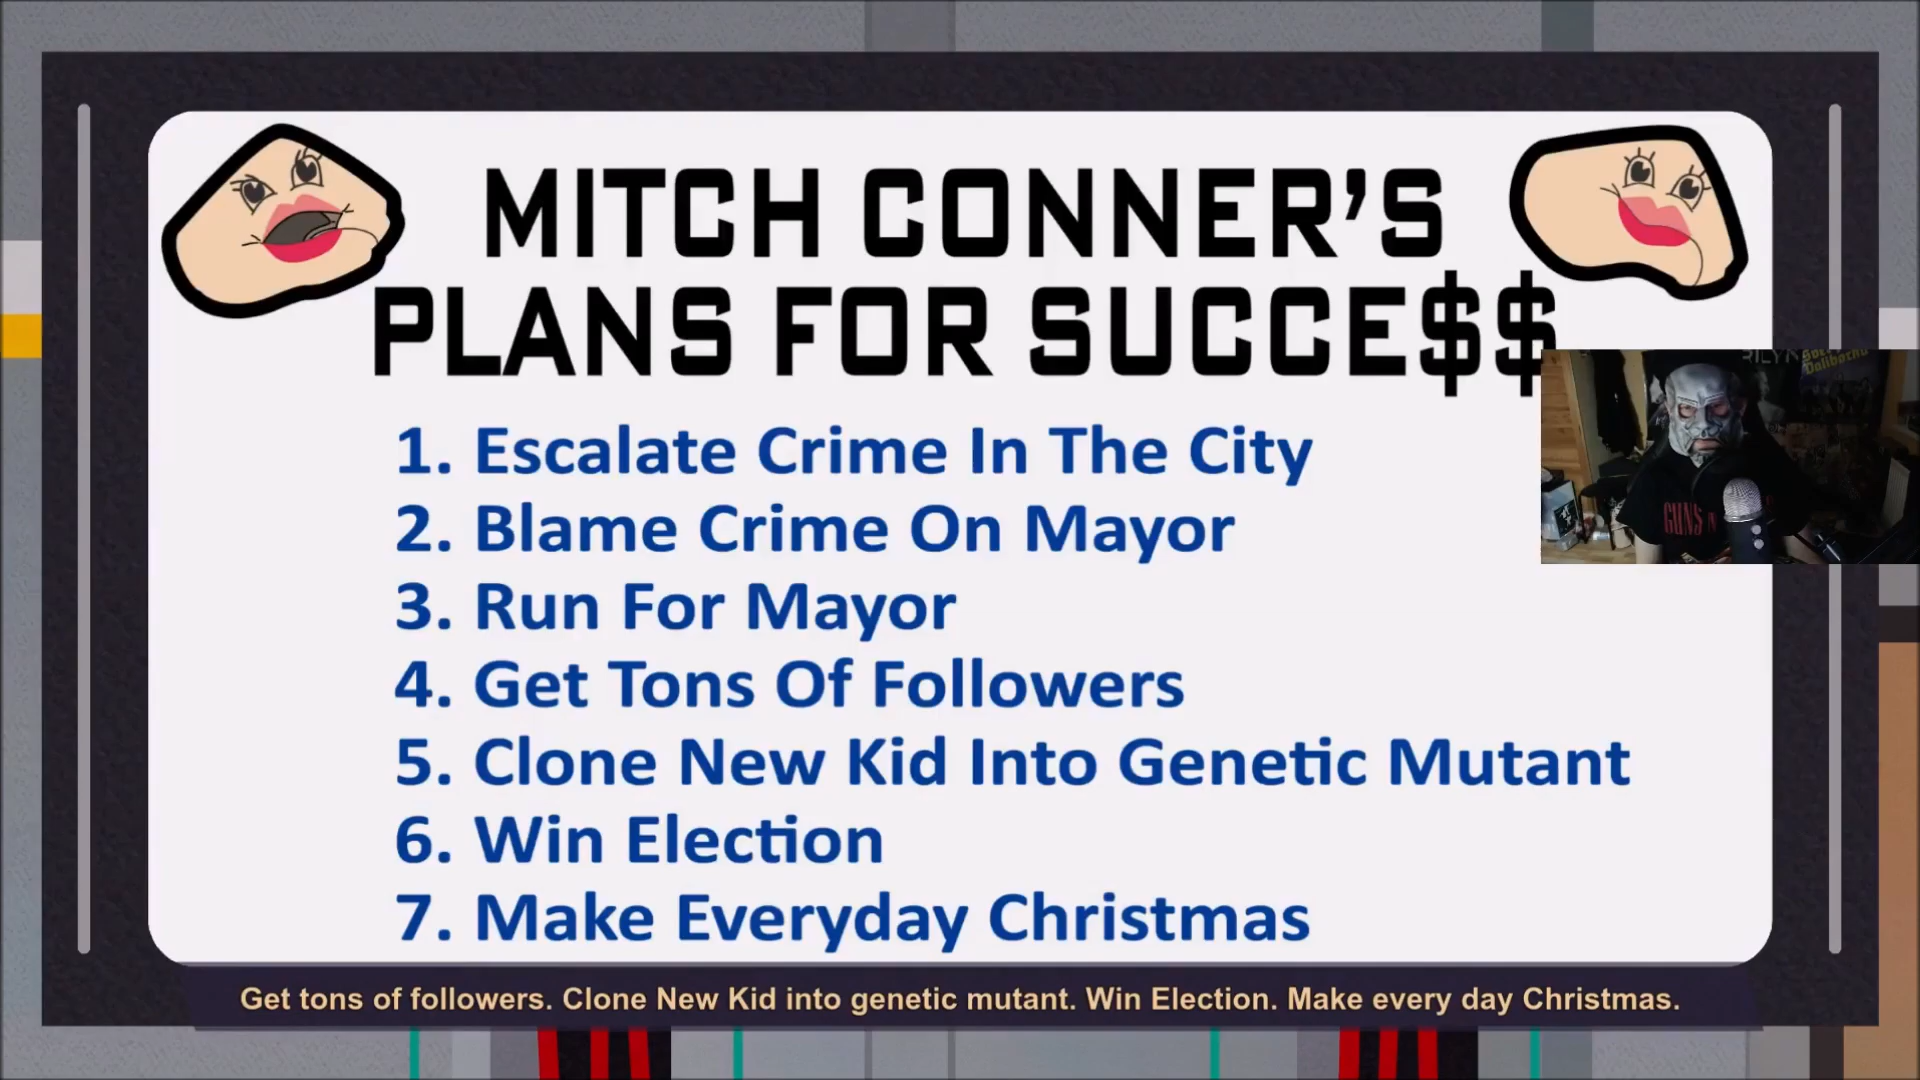 MITCH CONNER'S
PLANS FOR SUCCE$$
1. Escalate Crime In The City
2. Blame Crime On Mayor
3. Run For Mayor
4. Get Tons Of Followers
5. Clone New Kid Into Genetic Mutant
6. Win Election
7. Make Everyday Christmas
GUNS N
Get tons of followers. Clone New Kid into genetic mutant. Win Election. Make every day Christmas.